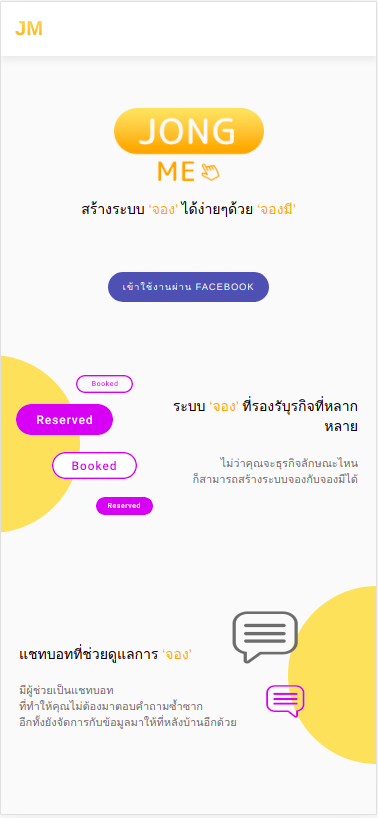 JM
JONG
ME
สร้างระบบ 'จอง' ได้ง่ายๆด้วย 'จองมี'
เข้าใช้งานผ่าน FACEBOOK
Booked
Reserved
Booked
Reserved
ระบบ 'จอง' ที่รองรับุรกิจที่หลาก
หลาย
ไม่ว่าคุณจะธุรกิจลักษณะไหน
ก็สามารถสร้างระบบจองกับจองมีได้
แชทบอทที่ช่วยดูแลการ 'จอง'
มีผู้ช่วยเป็นแชทบอท
ที่ทำให้คุณไม่ต้องมาตอบคำถามซ้ำซาก
อีกทั้งยังจัดการกับข้อมูลมาให้ที่หลังบ้านอีกด้วย